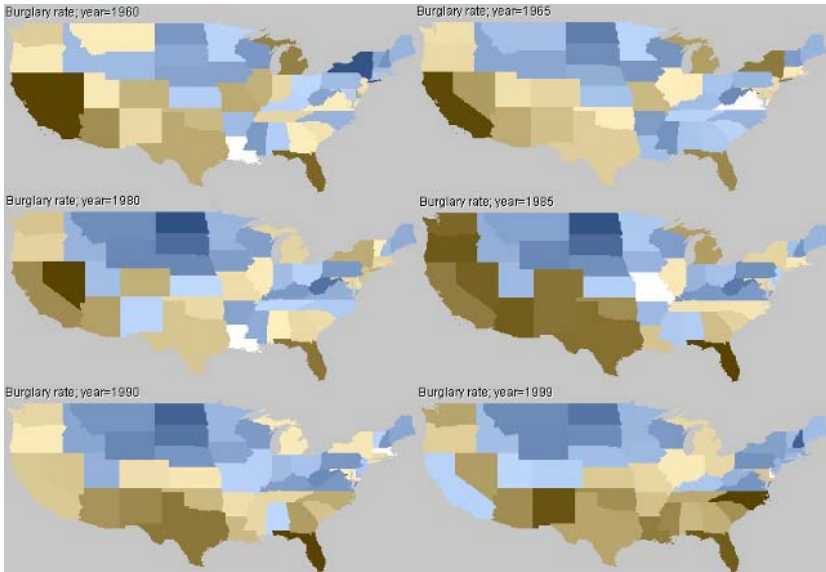 Burglary rate; year=1960
Burglary rate; year=1965
Burglary rate; year=1980
Burglary rate; year=1985
Burglary rate; year=1990
Burglary rate; year=1999